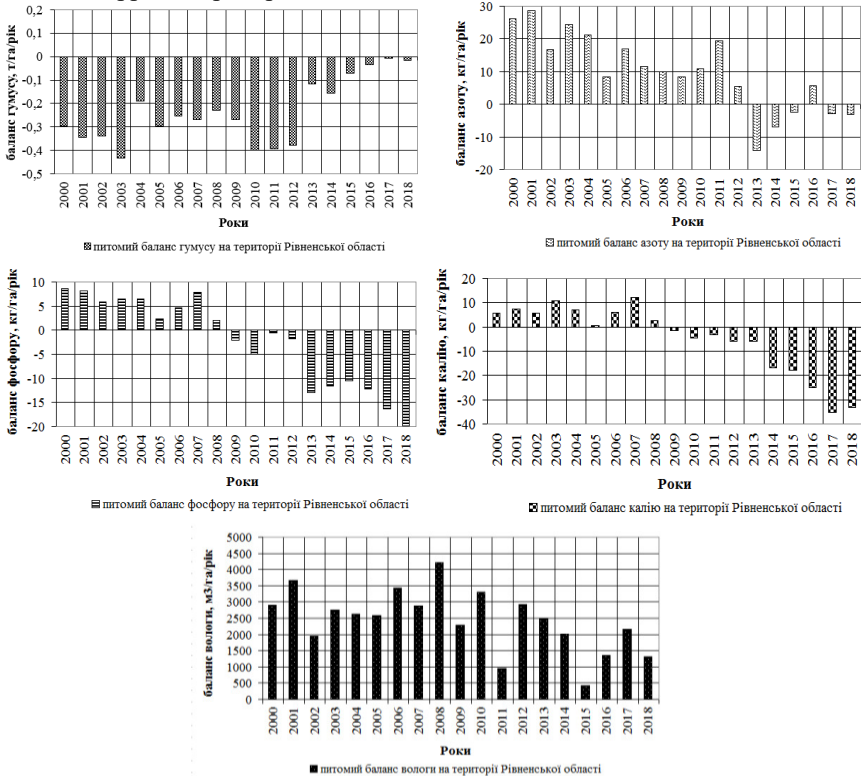 0,2
0,1
0
-0,1
-0,2
-0,3
-0,4
-0,5
баланс гумусу, т/га/рік
2000 2001 2002 2003 2004 2005 2006 2007 2008 2009 2010 2011 2012 2013 2014 2015 2016 2017 2018
Роки
питомий баланс гумусу на території Рівненської області
30
20
10
0
-10
-20
баланс азоту, кг/га/рік
2000 2001 2002 2003 2004 2005 2006 2007 2008 2009 2010 2011 2012 2013 2014 2015 2016 2017 2018
Роки
питомий баланс азоту на території Рівненської області
10
5
0
-5
-10
-15
-20
баланс фосфору, кг/га/рік
2000 2001 2002 2003 2004 2005 2006 2007 2008 2009 2010 2011 2012 2013 2014 2015 2016 2017 2018
Роки
питомий баланс фосфору на території Рівненської області
20
10
0
-10
-20
-30
-40
баланс калію, кг/га/рік
2000 2001 2002 2003 2004 2005 2006 2007 2008 2009 2010 2011 2012 2013 2014 2015 2016 2017 2018
Роки
питомий баланс калію на території Рівненської області
5000
4500
4000
3500
3000
2500
2000
1500
1000
500
0
баланс вологи, м3/га/рік
2000 2001 2002 2003 2004 2005 2006 2007 2008 2009 2010 2011 2012 2013 2014 2015 2016 2017 2018
Роки
питомий баланс вологи на території Рівненської області